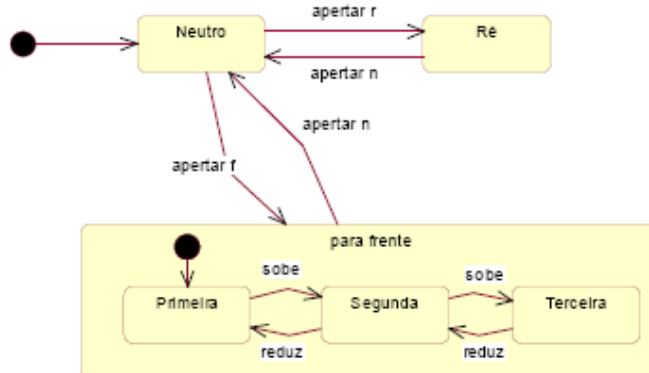 apertar r
Neutro
Ré
apertar n
apertar n
apertar f
para frente
sobe
sobe
Primeira
Segunda
Terceira
reduz
reduz